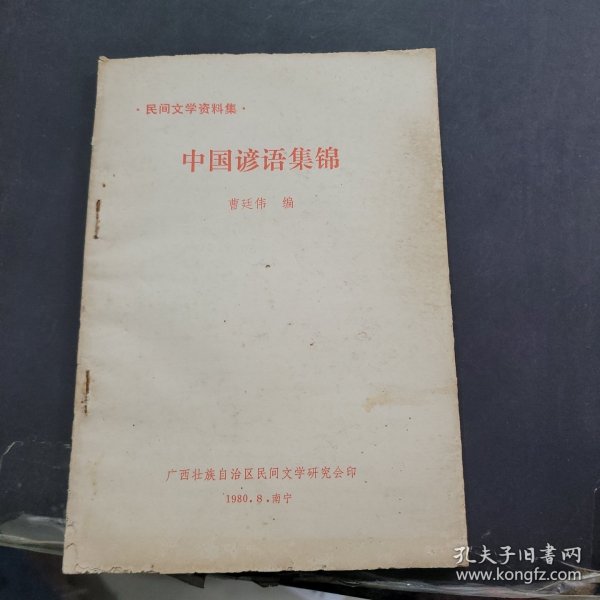 ·民间文学资料集·
中国谚语集锦
曹廷伟 编
广西壮族自治区民间文学研究会印
1980.8.南宁
孔夫子旧书网
www.kongfz.com